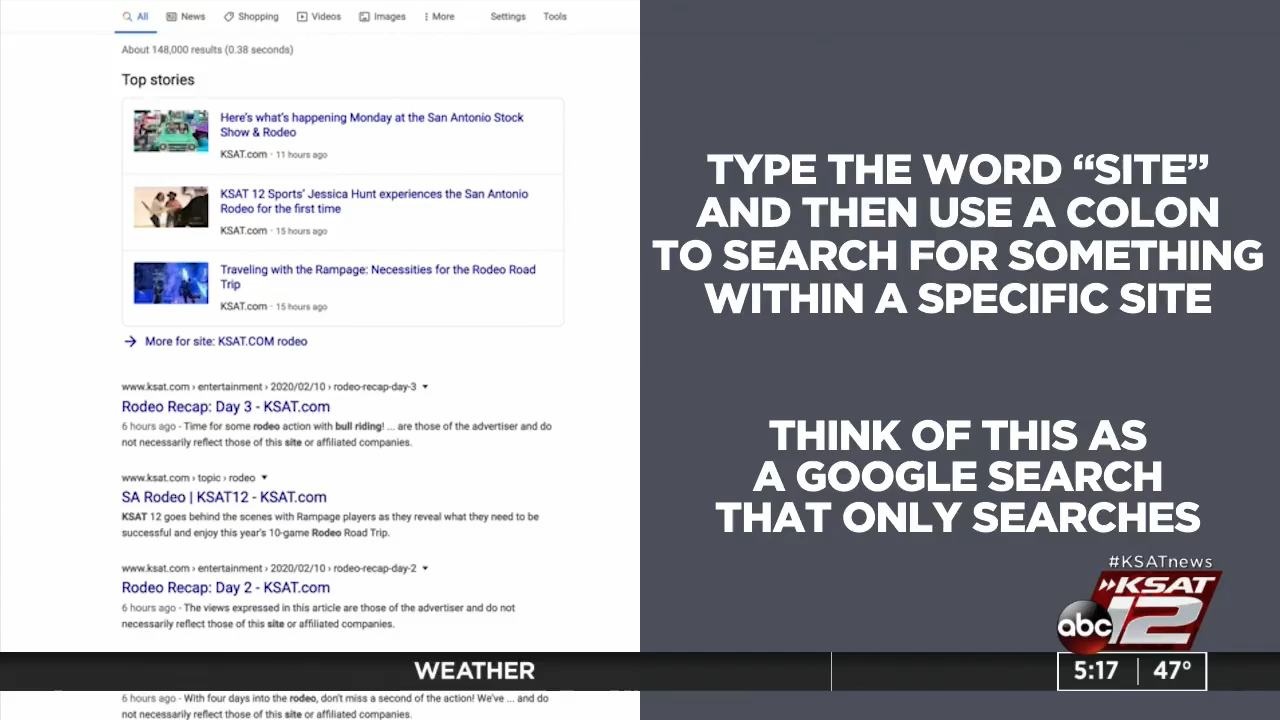 All News Shopping Videos Images More Settings Tools
About 148,000 results (0.38 seconds)
Top stories
Here's what's happening Monday at the San Antonio Stock
Show & Rodeo
KSAT.com · 11 hours ago
KSAT 12 Sports' Jessica Hunt experiences the San Antonio
Rodeo for the first time
KSAT.com · 15 hours ago
Traveling with the Rampage: Necessities for the Rodeo Road
Trip
KSAT.com · 15 hours ago
More for site: KSAT.COM rodeo
www.ksat.com › entertainment › 2020/02/10 › rodeo-recap-day-3
Rodeo Recap: Day 3 - KSAT.com
6 hours ago - Time for some rodeo action with bull riding! ... are those of the advertiser and do
not necessarily reflect those of this site or affiliated companies.
www.ksat.com › topic › rodeo
SA Rodeo | KSAT12 - KSAT.com
KSAT 12 goes behind the scenes with Rampage players as they reveal what they need to be
successful and enjoy this year's 10-game Rodeo Road Trip.
www.ksat.com › entertainment › 2020/02/10 › rodeo-recap-day-2
Rodeo Recap: Day 2 - KSAT.com
6 hours ago - The views expressed in this article are those of the advertiser and do not
necessarily reflect those of this site or affiliated companies.
6 hours ago - With four days into the rodeo, don't miss a second of the action! We've ... and do
not necessarily reflect those of this site or affiliated companies.
TYPE THE WORD “SITE”
AND THEN USE A COLON
TO SEARCH FOR SOMETHING
WITHIN A SPECIFIC SITE
THINK OF THIS AS
A GOOGLE SEARCH
THAT ONLY SEARCHES
#KSATnews
KSAT
abc 12
WEATHER
5:17 47°